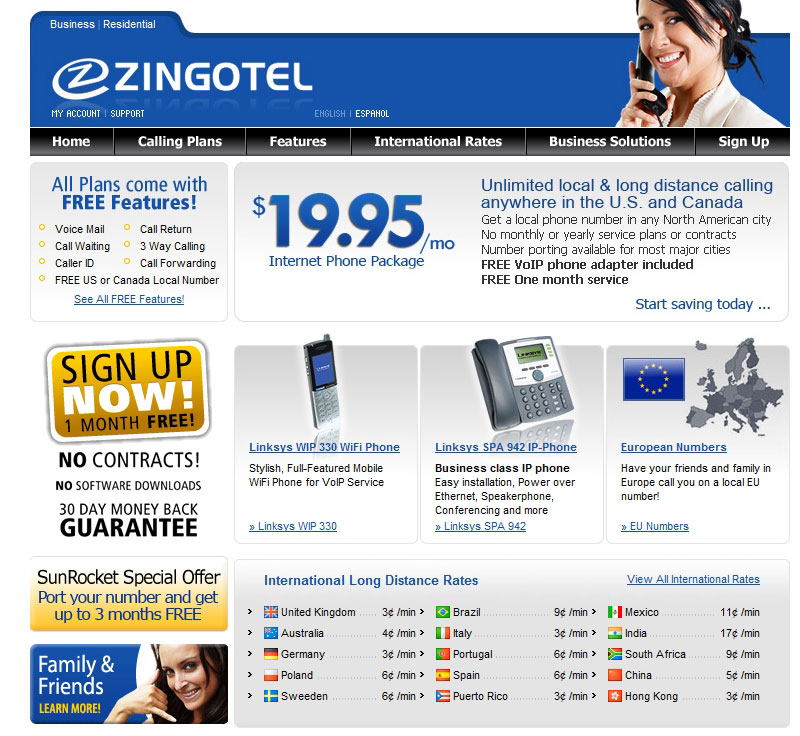 Business | Residential
ZINGOTEL
MY ACCOUNT | SUPPORT
ENGLISH | ESPAÑOL
Home
Calling Plans
Features
International Rates
Business Solutions
Sign Up
All Plans come with
FREE Features!
Voice Mail
Call Return
Call Waiting
3 Way Calling
Caller ID
Call Forwarding
FREE US or Canada Local Number
See All FREE Features!
$19.95/mo
Internet Phone Package
Unlimited local & long distance calling
anywhere in the U.S. and Canada
Get a local phone number in any North American city
No monthly or yearly service plans or contracts
Number porting available for most major cities
FREE VoIP phone adapter included
FREE One month service
Start saving today ...
SIGN UP
NOW!
1 MONTH FREE!
NO CONTRACTS!
NO SOFTWARE DOWNLOADS
30 DAY MONEY BACK
GUARANTEE
Linksys WIP 330 WiFi Phone
Stylish, Full-Featured Mobile
WiFi Phone for VoIP Service
» Linksys WIP 330
LINKSYS
Linksys SPA 942 IP-Phone
Business class IP phone
Easy installation, Power over
Ethernet, Speakerphone,
Conferencing and more
» Linksys SPA 942
European Numbers
Have your friends and family in
Europe call you on a local EU
number!
» EU Numbers
SunRocket Special Offer
Port your number and get
up to 3 months FREE
Family &
Friends
LEARN MORE!
International Long Distance Rates
View All International Rates
United Kingdom 3¢ /min
Brazil 9¢ /min
Mexico 11¢ /min
Australia 4¢ /min
Italy 3¢ /min
India 17¢ /min
Germany 3¢ /min
Portugal 6¢ /min
South Africa 9¢ /min
Poland 6¢ /min
Spain 6¢ /min
China 5¢ /min
Sweeden 6¢ /min
Puerto Rico 3¢ /min
Hong Kong 3¢ /min